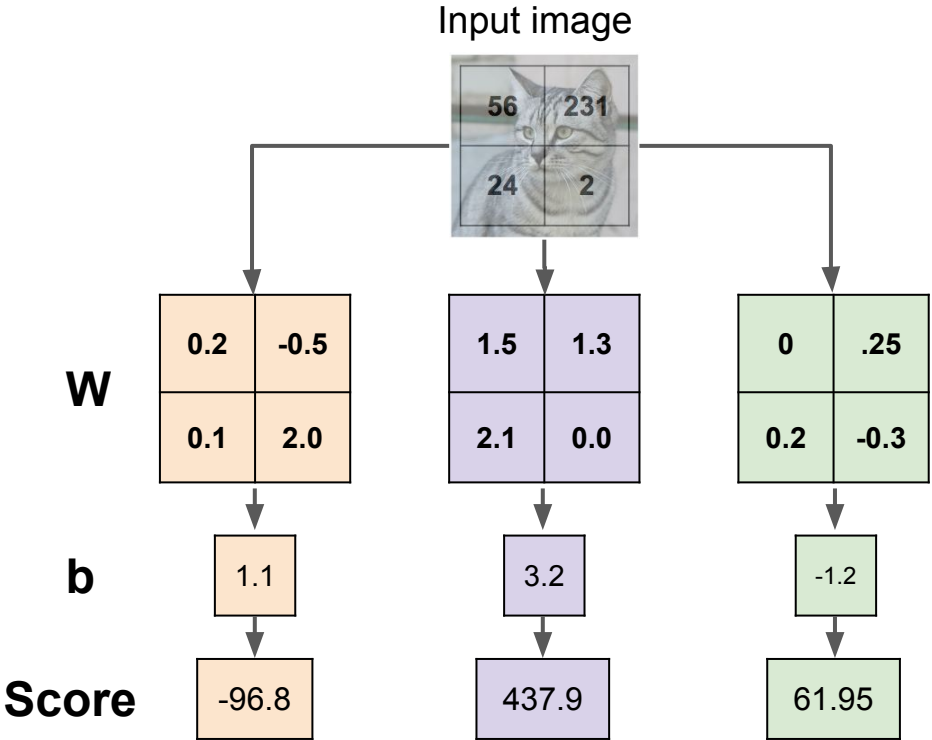 Input image
56 231
24 2
W
0.2 -0.5 1.5 1.3 0 .25
0.1 2.0 2.1 0.0 0.2 -0.3
b 1.1 3.2 -1.2
Score -96.8 437.9 61.95